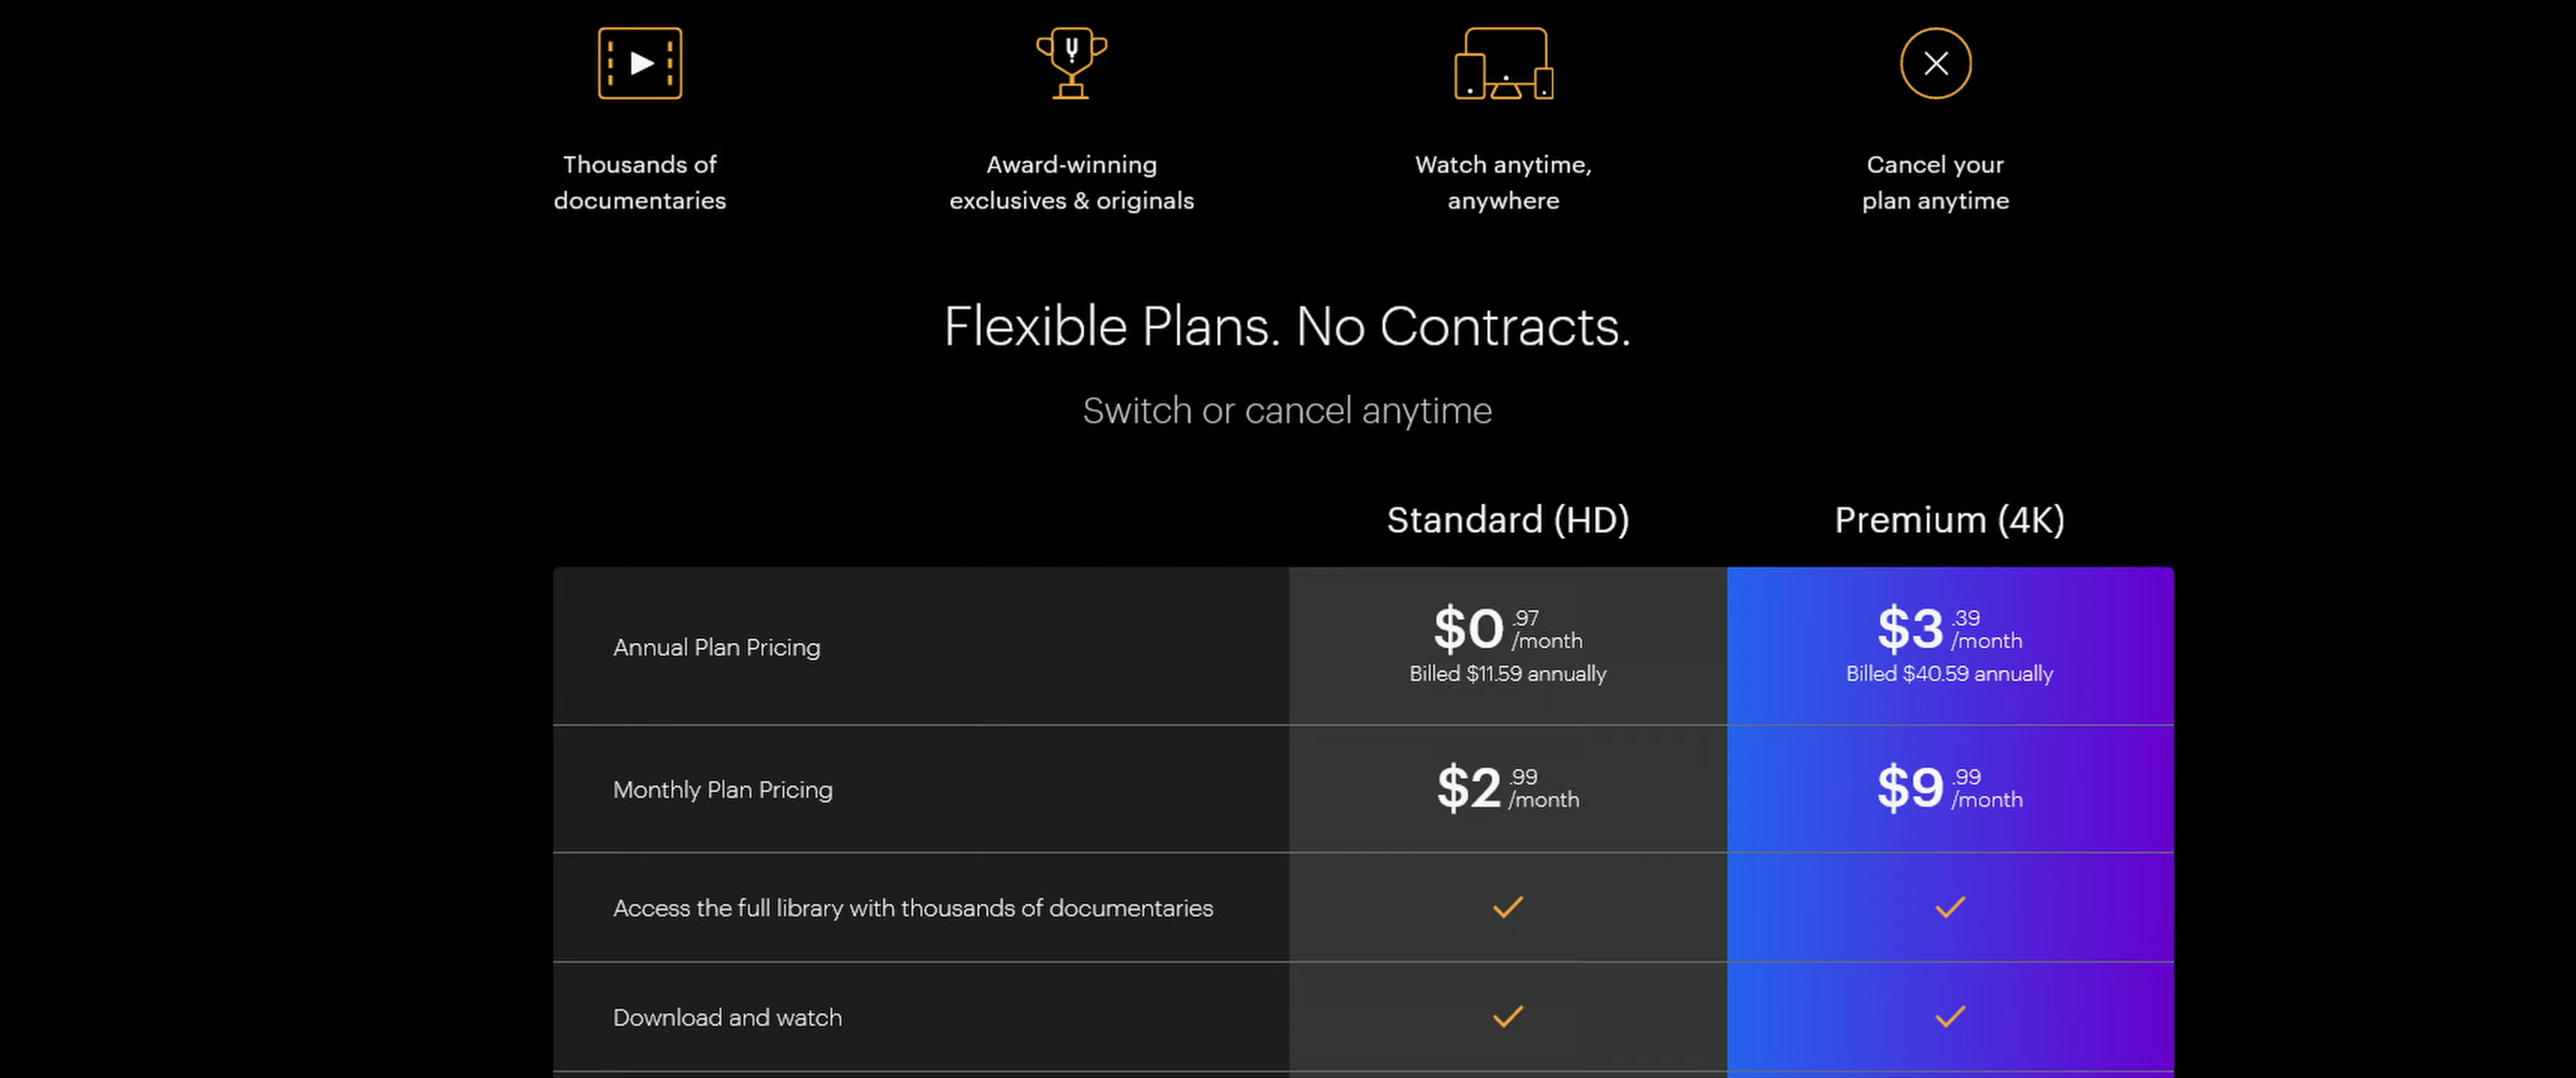 Thousands of
documentaries
Award-winning
exclusives & originals
Watch anytime,
anywhere
Cancel your
plan anytime
Flexible Plans. No Contracts.
Switch or cancel anytime
Standard (HD)
Premium (4K)
Annual Plan Pricing
$0.97/month
Billed $11.59 annually
$3.39/month
Billed $40.59 annually
Monthly Plan Pricing
$2.99/month
$9.99/month
Access the full library with thousands of documentaries
Download and watch